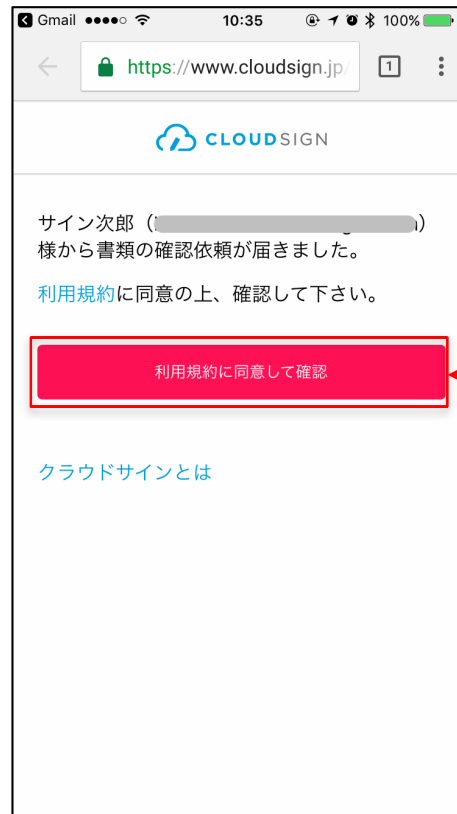 Gmail 10:35 100%
https://www.cloudsign.jp/ 1
CLOUDSIGN
サイン次郎（ ）
様から書類の確認依頼が届きました。
利用規約に同意の上、確認して下さい。
利用規約に同意して確認
クラウドサインとは